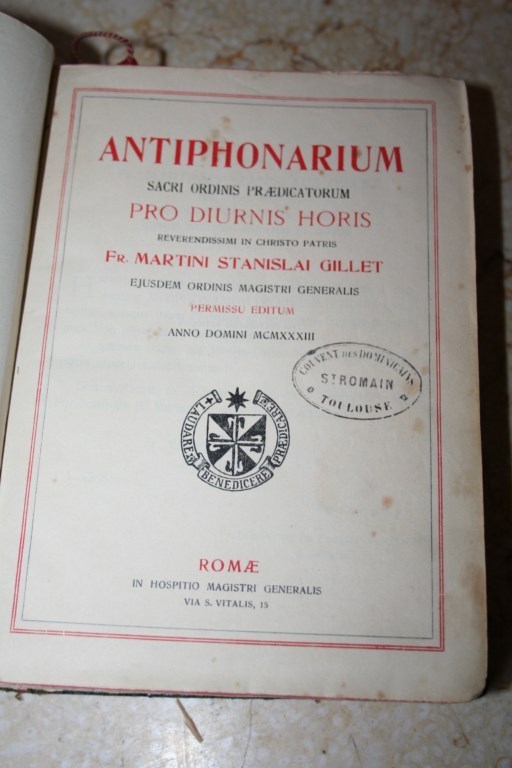 ANTIPHONARIUM
SACRI ORDINIS PRÆDICATORUM
PRO DIURNIS HORIS
REVERENDISSIMI IN CHRISTO PATRIS
FR. MARTINI STANISLAI GILLET
EJUSDEM ORDINIS MAGISTRI GENERALIS
PERMISSU EDITUM
ANNO DOMINI MCMXXXIII
COUVENT DES DOMINICAINS
ST ROMAIN
TOULOUSE
LAUDARE
BENEDICERE
PRÆDICARE
ROMÆ
IN HOSPITIO MAGISTRI GENERALIS
VIA S. VITALIS, 15